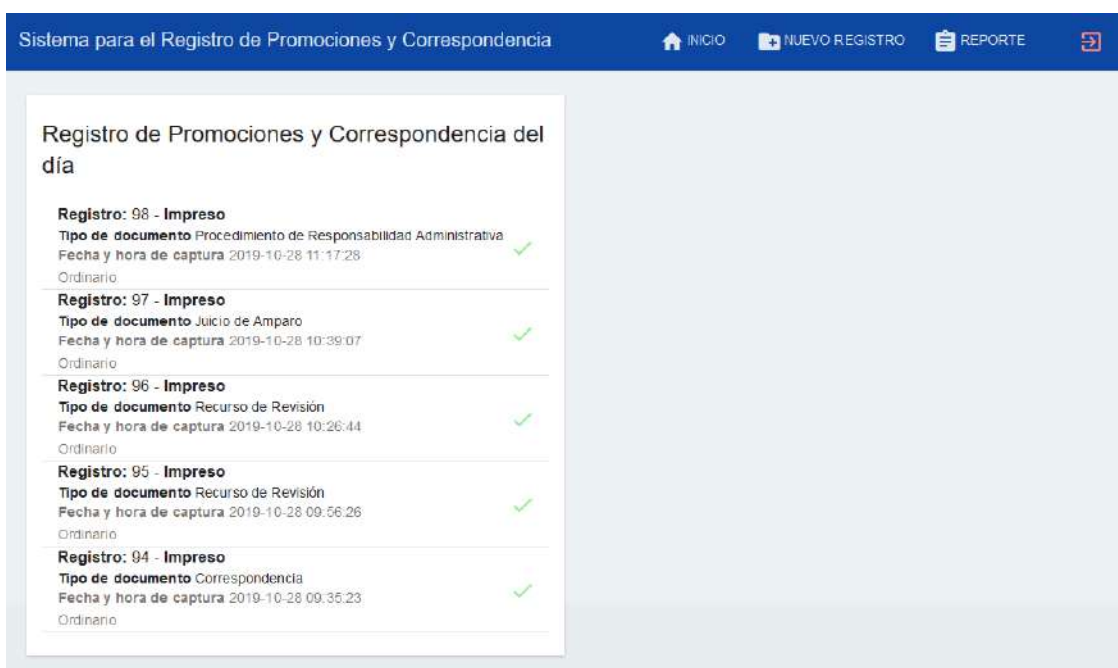 Sistema para el Registro de Promociones y Correspondencia
INICIO
NUEVO REGISTRO
REPORTE
Registro de Promociones y Correspondencia del
día
Registro: 98 - Impreso
Tipo de documento Procedimiento de Responsabilidad Administrativa
Fecha y hora de captura 2019-10-28 11:17:28
Ordinario
Registro: 97 - Impreso
Tipo de documento Juicio de Amparo
Fecha y hora de captura 2019-10-28 10:39:07
Ordinario
Registro: 96 - Impreso
Tipo de documento Recurso de Revisión
Fecha y hora de captura 2019-10-28 10:26:44
Ordinario
Registro: 95 - Impreso
Tipo de documento Recurso de Revisión
Fecha y hora de captura 2019-10-28 09:56:26
Ordinario
Registro: 94 - Impreso
Tipo de documento Correspondencia
Fecha y hora de captura 2019-10-28 09:35:23
Ordinario